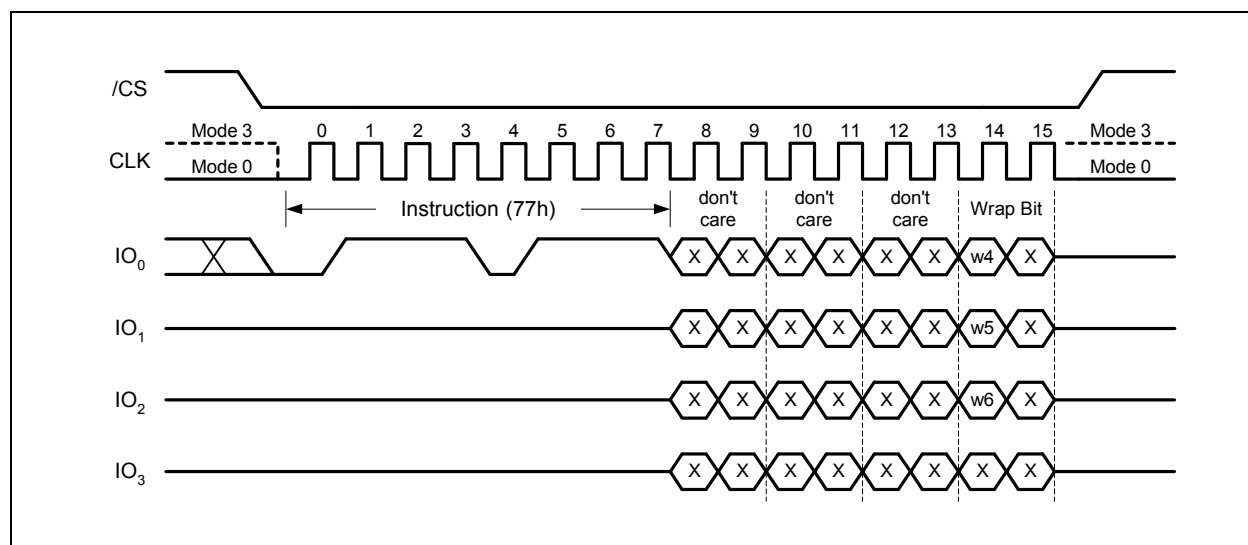 /CS
Mode 3 0 1 2 3 4 5 6 7 8 9 10 11 12 13 14 15 Mode 3
CLK
Mode 0 Mode 0
Instruction (77h) don't care don't care don't care Wrap Bit
IO0 X X X X X X w4 X
IO1 X X X X X X w5 X
IO2 X X X X X X w6 X
IO3 X X X X X X X X